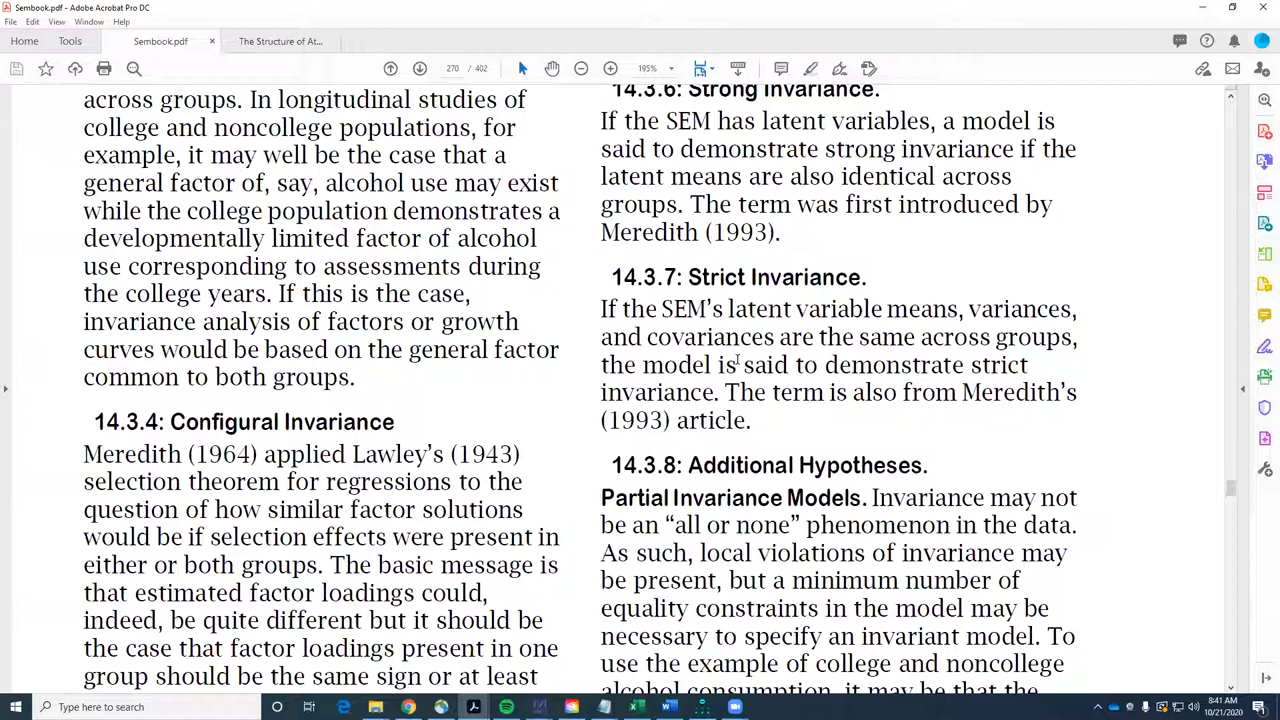 Sembook.pdf - Adobe Acrobat Pro DC
File Edit View Window Help
Home Tools Sembook.pdf × The Structure of At...
270 / 402 195%
across groups. In longitudinal studies of
college and noncollege populations, for
example, it may well be the case that a
general factor of, say, alcohol use may exist
while the college population demonstrates a
developmentally limited factor of alcohol
use corresponding to assessments during
the college years. If this is the case,
invariance analysis of factors or growth
curves would be based on the general factor
common to both groups.
14.3.4: Configural Invariance
Meredith (1964) applied Lawley’s (1943)
selection theorem for regressions to the
question of how similar factor solutions
would be if selection effects were present in
either or both groups. The basic message is
that estimated factor loadings could,
indeed, be quite different but it should be
the case that factor loadings present in one
group should be the same sign or at least
14.3.6: Strong Invariance.
If the SEM has latent variables, a model is
said to demonstrate strong invariance if the
latent means are also identical across
groups. The term was first introduced by
Meredith (1993).
14.3.7: Strict Invariance.
If the SEM’s latent variable means, variances,
and covariances are the same across groups,
the model is said to demonstrate strict
invariance. The term is also from Meredith’s
(1993) article.
14.3.8: Additional Hypotheses.
Partial Invariance Models. Invariance may not
be an “all or none” phenomenon in the data.
As such, local violations of invariance may
be present, but a minimum number of
equality constraints in the model may be
necessary to specify an invariant model. To
use the example of college and noncollege
alcohol consumption, it may be that the
Type here to search
8:41 AM
10/21/2020